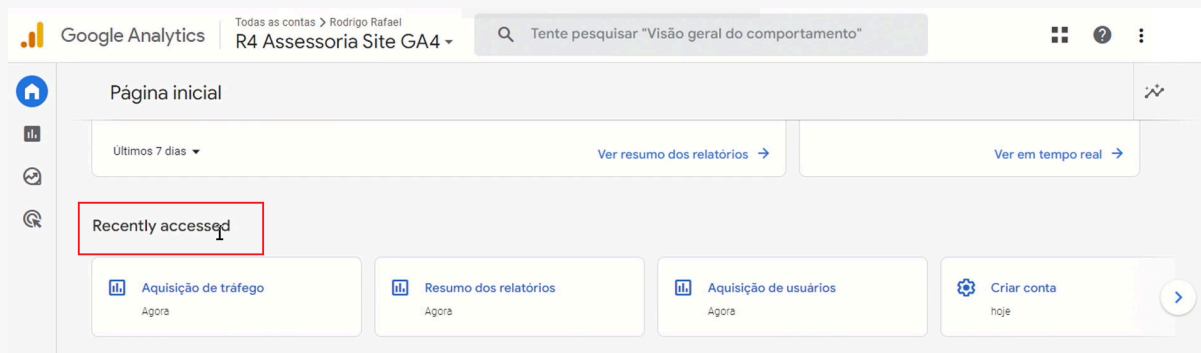 Todas as contas > Rodrigo Rafael
Google Analytics
R4 Assessoria Site GA4
Tente pesquisar "Visão geral do comportamento"
Página inicial
Últimos 7 dias
Ver resumo dos relatórios
Ver em tempo real
Recently accessed
Aquisição de tráfego
Resumo dos relatórios
Aquisição de usuários
Criar conta
Agora
Agora
Agora
hoje